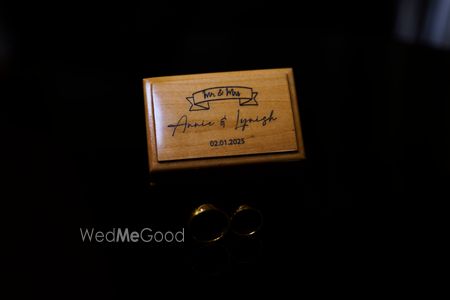 Mr & Mrs
Annie & Lynish
02.01.2025
WedMeGood